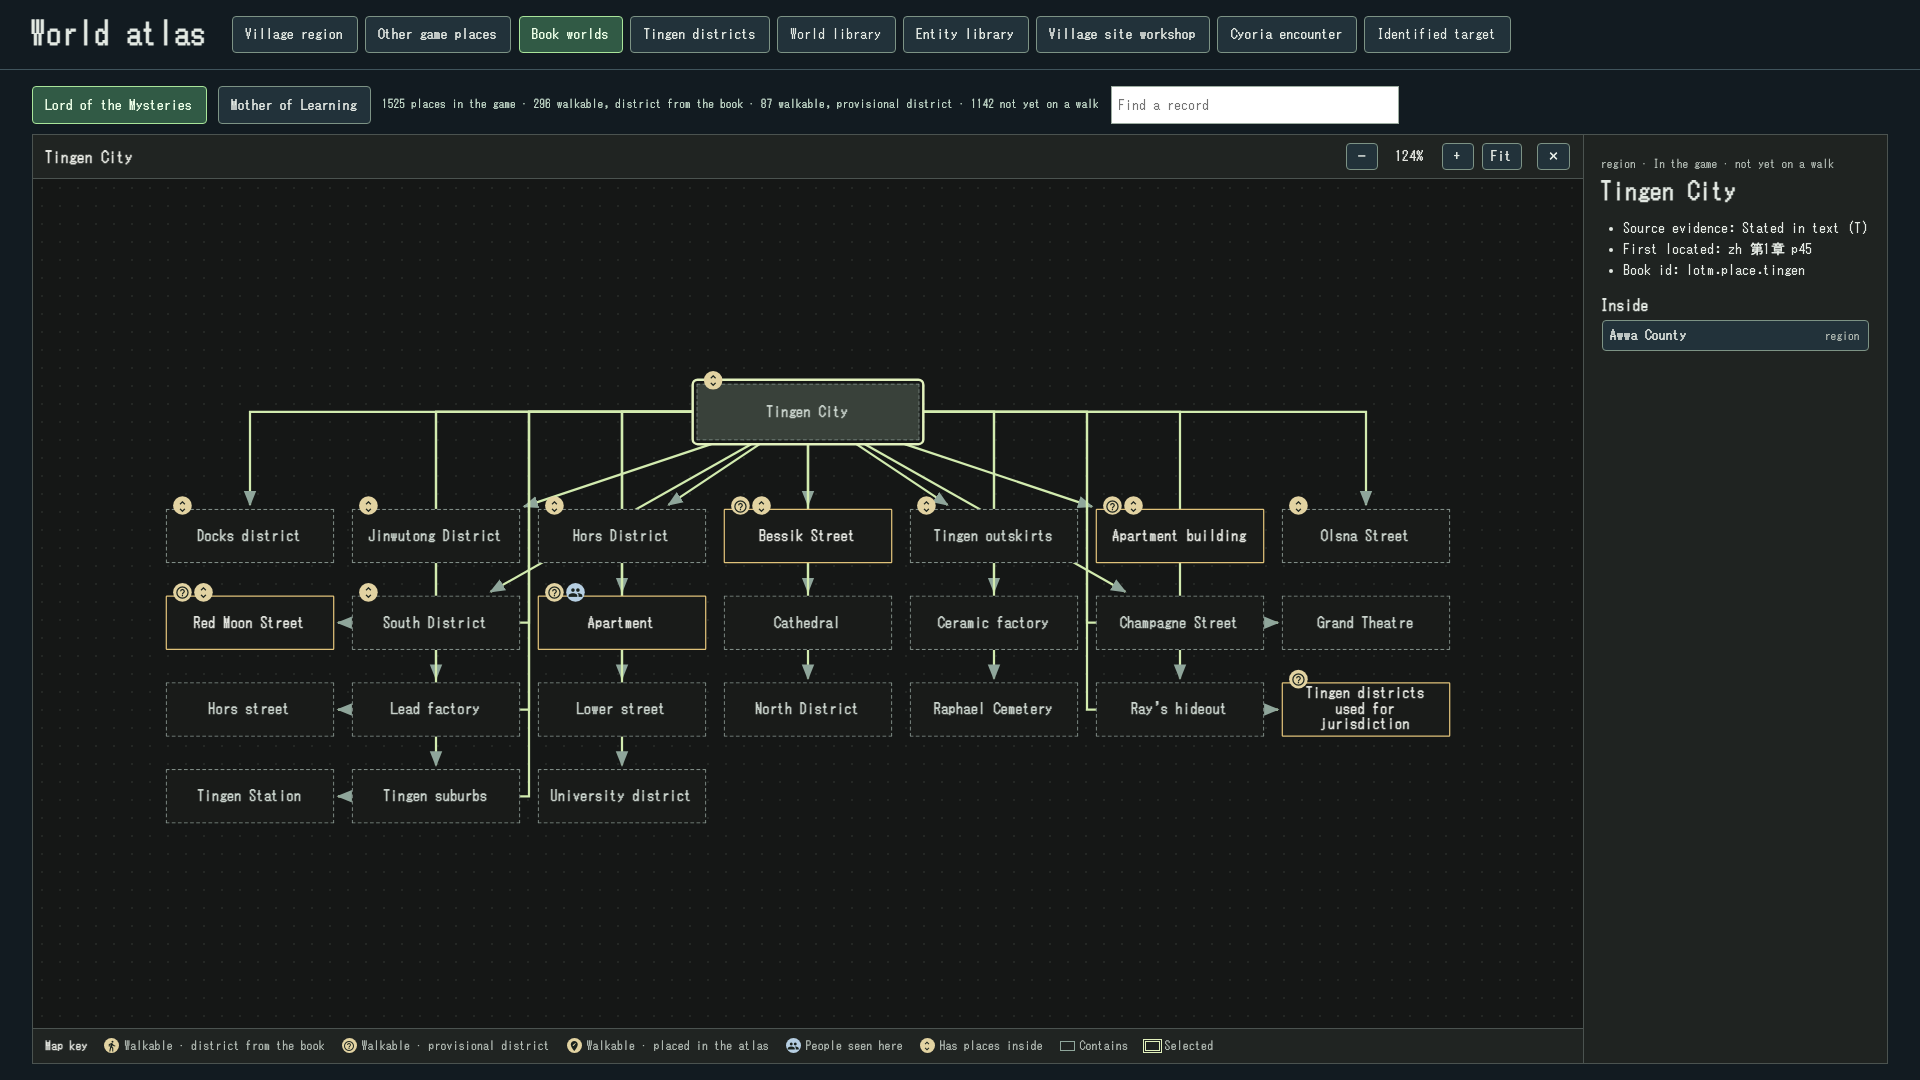 World atlas
Village region
Other game places
Book worlds
Tingen districts
World library
Entity library
Village site workshop
Cyoria encounter
Identified target
Lord of the Mysteries
Mother of Learning
1525 places in the game · 296 walkable, district from the book · 87 walkable, provisional district · 1142 not yet on a walk
Find a record
Tingen City
−
124%
+
Fit
×
Tingen City
Docks district
Jinwutong District
Hors District
Bessik Street
Tingen outskirts
Apartment building
Olsna Street
Red Moon Street
South District
Apartment
Cathedral
Ceramic factory
Champagne Street
Grand Theatre
Hors street
Lead factory
Lower street
North District
Raphael Cemetery
Ray's hideout
Tingen districts
used for
jurisdiction
Tingen Station
Tingen suburbs
University district
Map key
Walkable · district from the book
Walkable · provisional district
Walkable · placed in the atlas
People seen here
Has places inside
Contains
Selected
region · In the game · not yet on a walk
Tingen City
• Source evidence: Stated in text (T)
• First located: zh 第1章 p45
• Book id: lotm.place.tingen
Inside
Awwa County
region